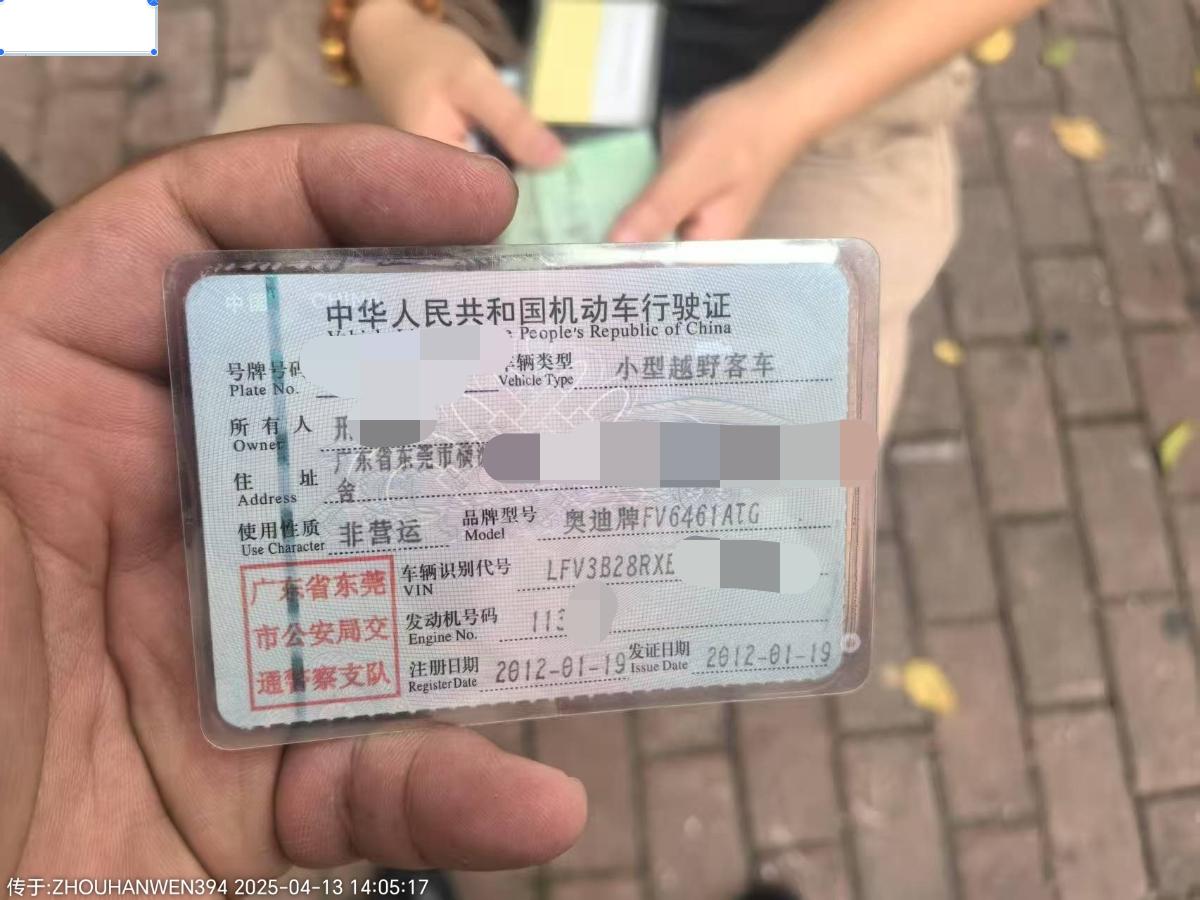 中华人民共和国机动车行驶证
People's Republic of China
号牌号码
Plate No.
车辆类型
Vehicle Type
小型越野客车
所有人
Owner
邢
住址
Address
广东省东莞市横
舍
使用性质
Use Character
非营运
品牌型号
Model
奥迪牌FV6461ATG
广东省东莞
市公安局交
通警察支队
车辆识别代号
VIN
LFV3B28RXE
发动机号码
Engine No.
113
注册日期
Register Date
2012-01-19
发证日期
Issue Date
2012-01-19
传于:ZHOUHANWEN394 2025-04-13 14:05:17